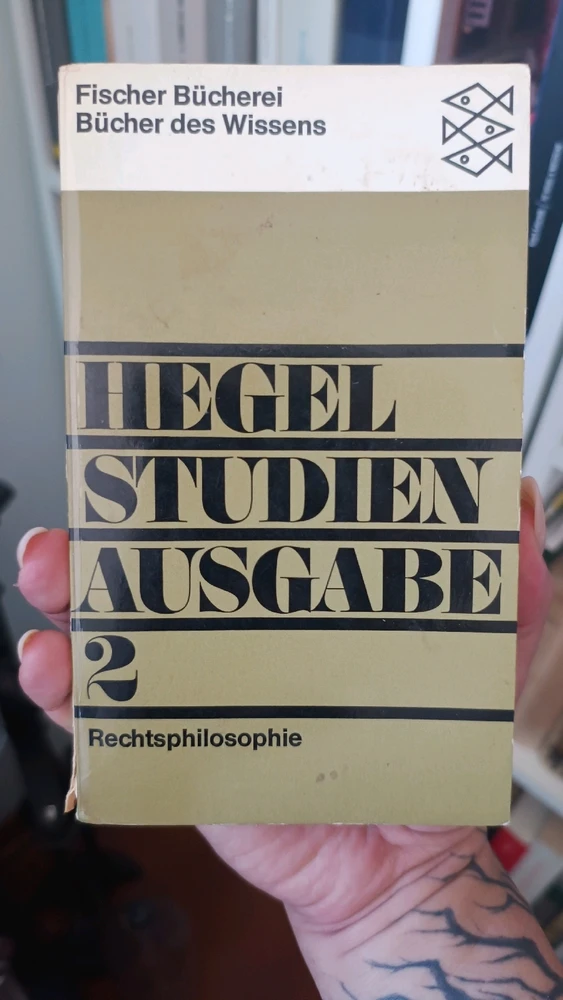 Fischer Bücherei
Bücher des Wissens
HEGEL
STUDIEN
AUSGABE
2
Rechtsphilosophie